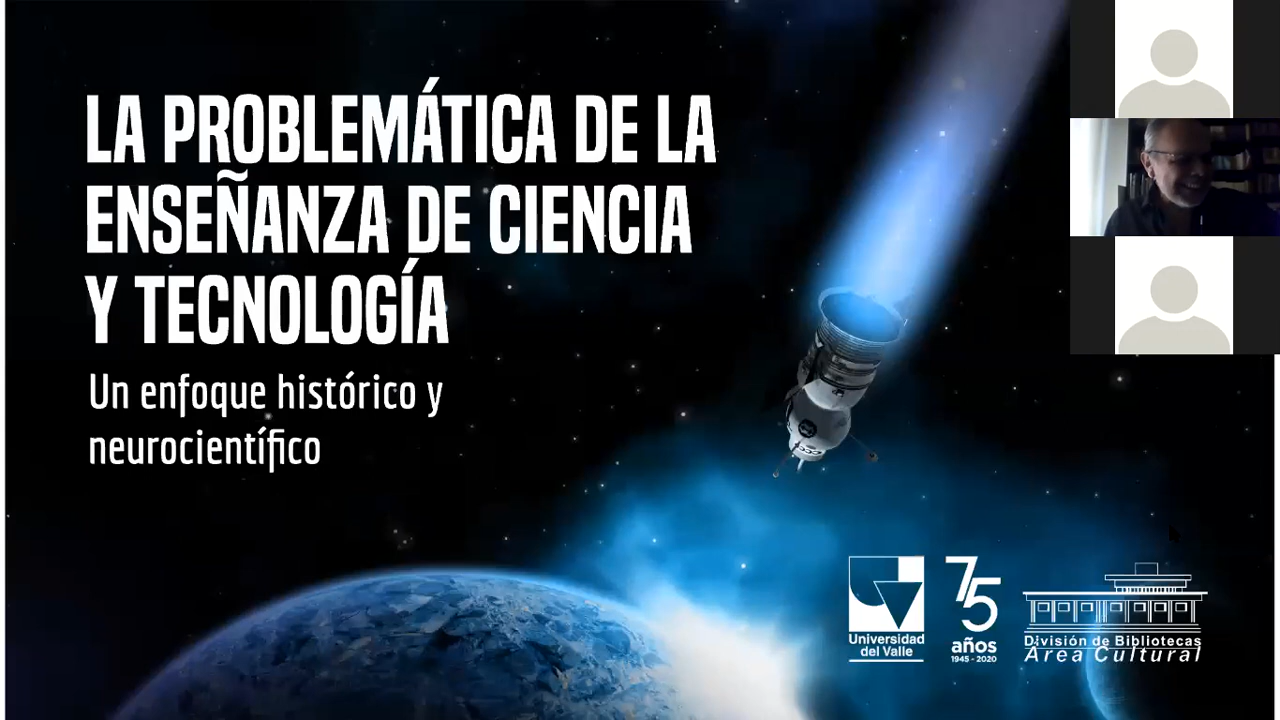 LA PROBLEMÁTICA DE LA
ENSEÑANZA DE CIENCIA
Y TECNOLOGÍA
Un enfoque histórico y
neurocientífico
Universidad
del Valle
75
años
1945 - 2020
División de Bibliotecas
Área Cultural